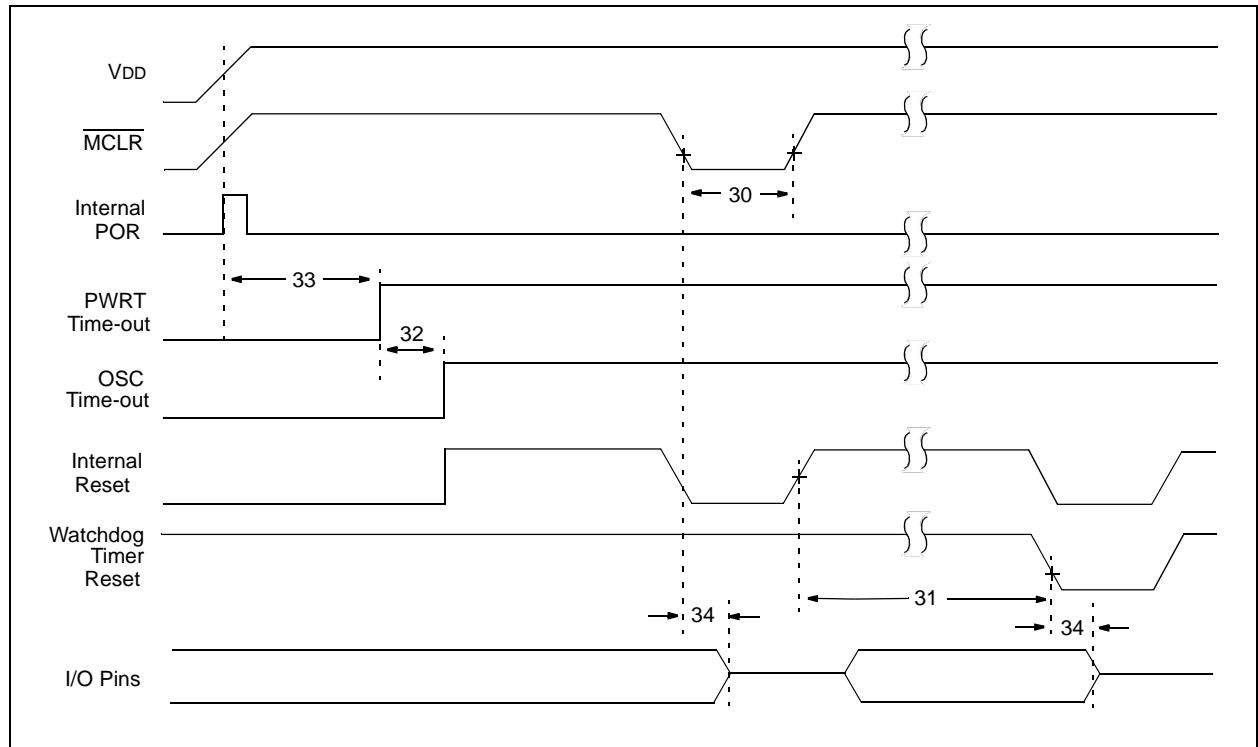 VDD
MCLR
30
Internal
POR
33
PWRT
Time-out
32
OSC
Time-out
Internal
Reset
Watchdog
Timer
Reset
31
34
34
I/O Pins